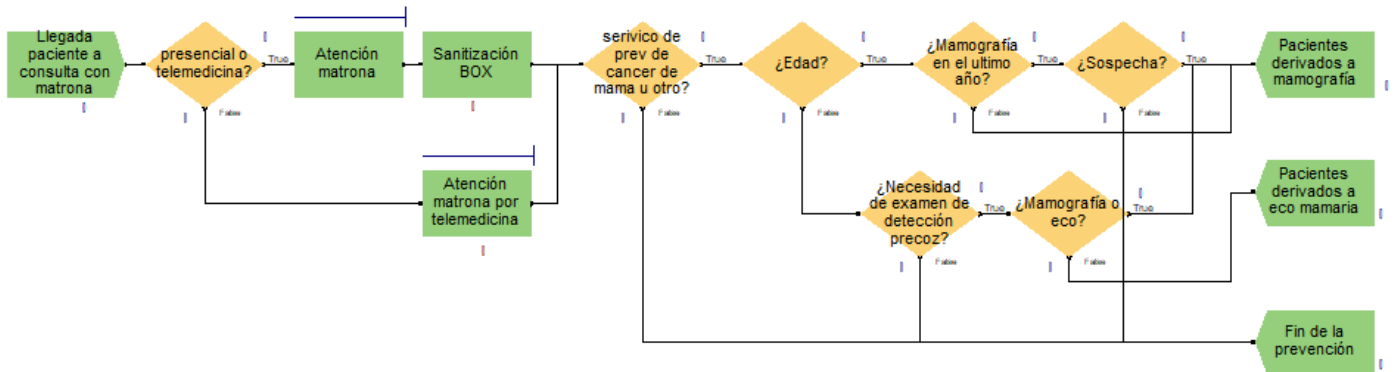 Llegada
paciente a
consulta con
matrona
presencial o
telemedicina?
True
False
Atención
matrona
Sanitización
BOX
Atención
matrona por
telemedicina
serivico de
prev de
cancer de
mama u otro?
True
False
¿Edad?
True
False
¿Mamografía
en el ultimo
año?
True
False
¿Sospecha?
True
False
Pacientes
derivados a
mamografía
¿Necesidad
de examen de
detección
precoz?
True
False
¿Mamografía o
eco?
True
False
Pacientes
derivados a
eco mamaria
Fin de la
prevención